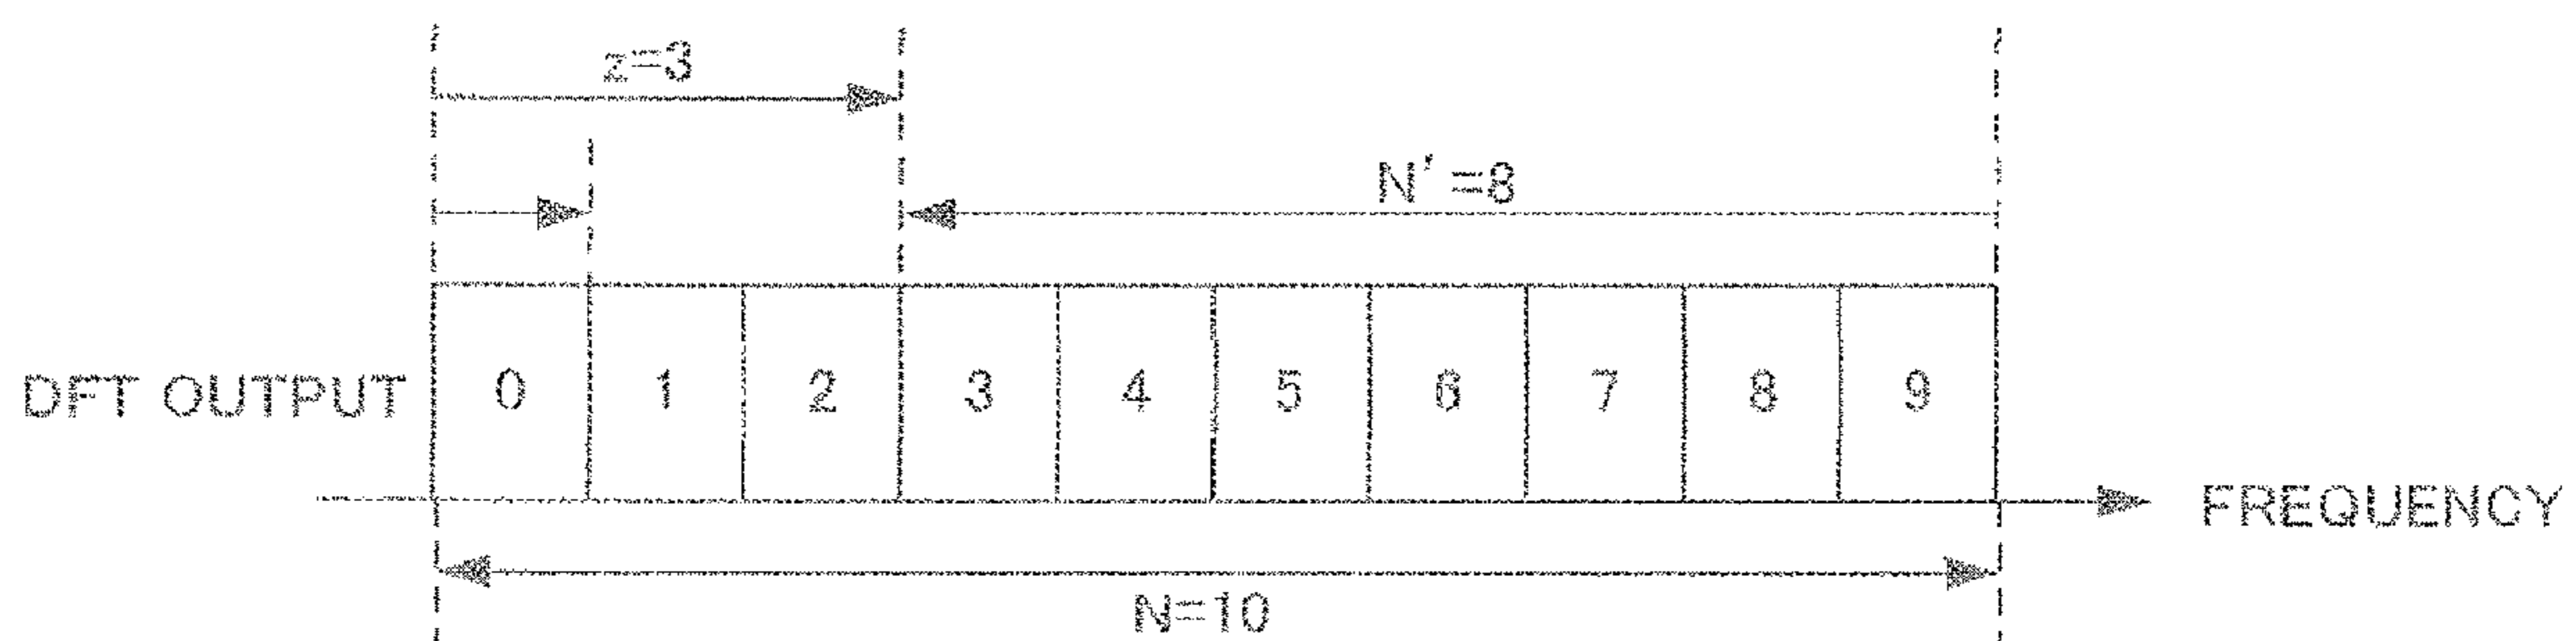 z=3
N'=8
DFT OUTPUT 0 1 2 3 4 5 6 7 8 9
FREQUENCY
N=10